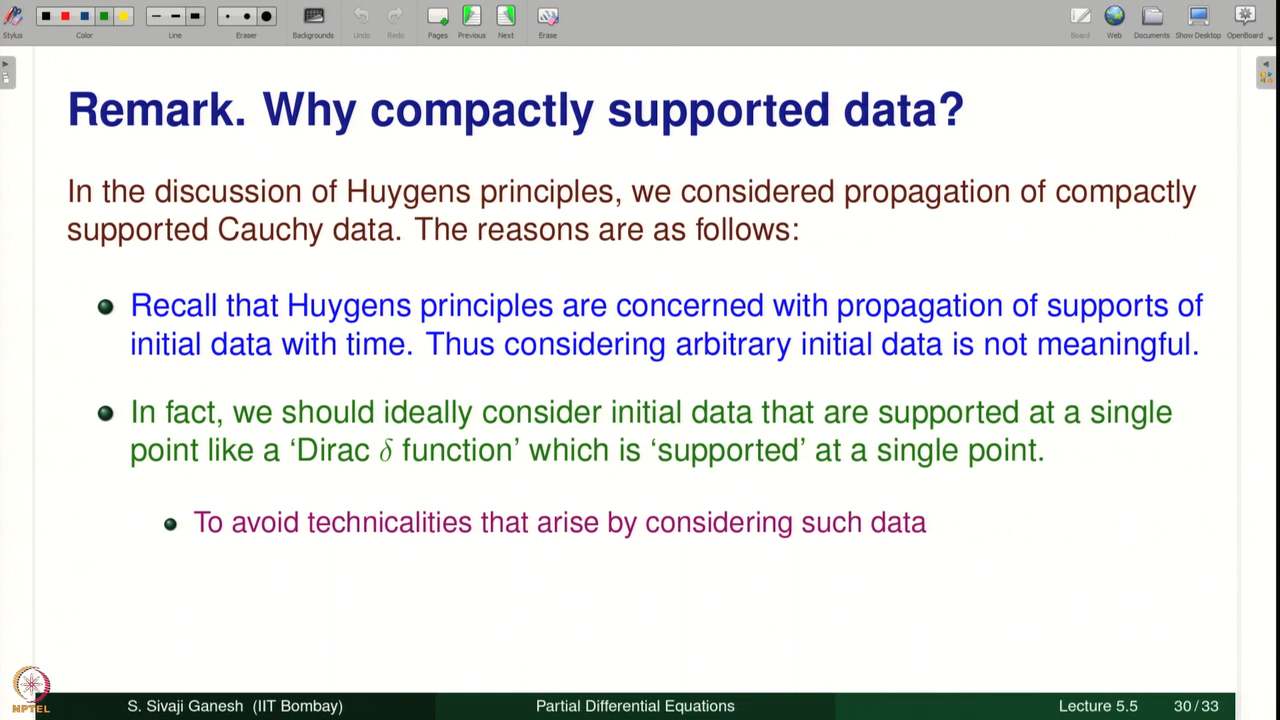 Stylus
Color
Line
Eraser
Backgrounds
Undo
Redo
Pages
Previous
Next
Erase
Board
Web
Documents
Show Desktop
OpenBoard
Remark. Why compactly supported data?
In the discussion of Huygens principles, we considered propagation of compactly
supported Cauchy data. The reasons are as follows:
Recall that Huygens principles are concerned with propagation of supports of
initial data with time. Thus considering arbitrary initial data is not meaningful.
In fact, we should ideally consider initial data that are supported at a single
point like a ‘Dirac δ function’ which is ‘supported’ at a single point.
To avoid technicalities that arise by considering such data
NPTEL
S. Sivaji Ganesh (IIT Bombay)
Partial Differential Equations
Lecture 5.5
30/33